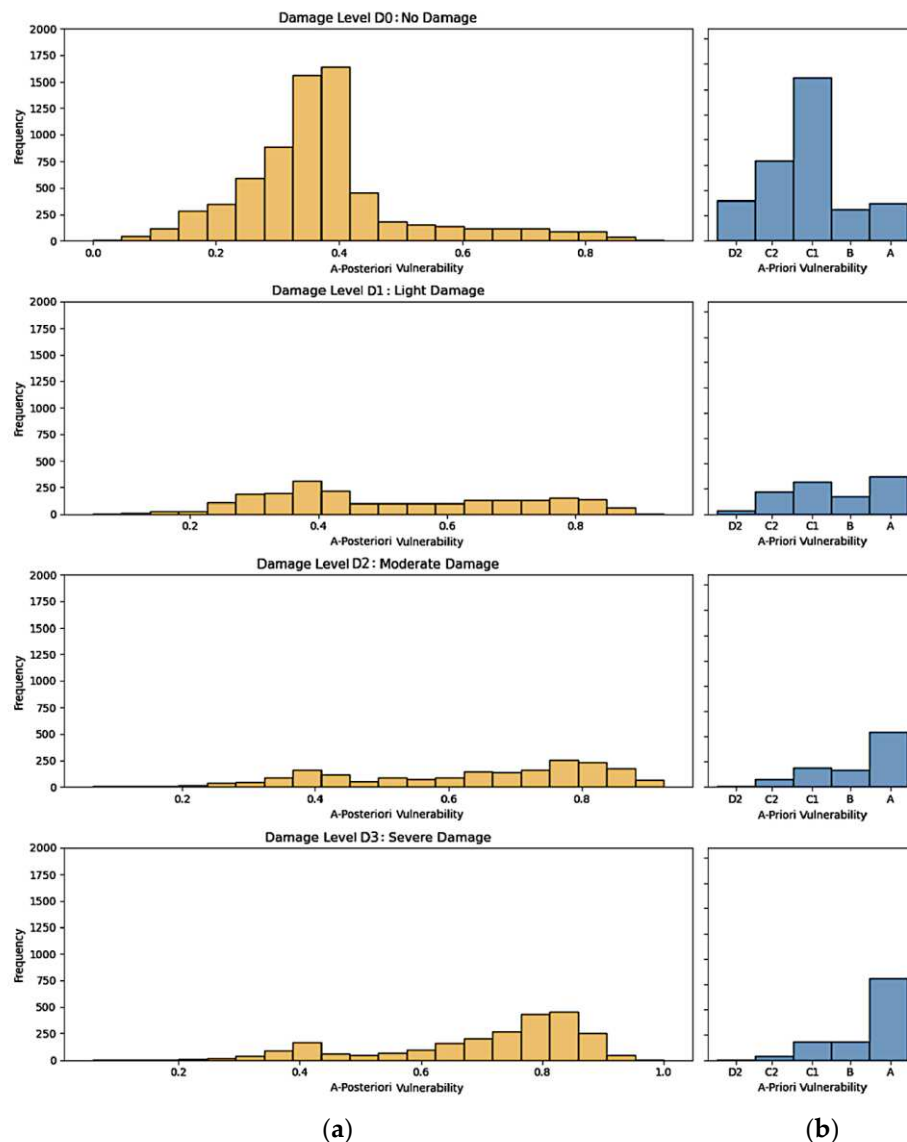 Damage Level D0: No Damage
2000
1750
1500
1250
1000
750
500
250
0
Frequency
0.0 0.2 0.4 0.6 0.8
A-Posteriori Vulnerability
D2 C2 C1 B A
A-Priori Vulnerability
Damage Level D1: Light Damage
2000
1750
1500
1250
1000
750
500
250
0
Frequency
0.2 0.4 0.6 0.8
A-Posteriori Vulnerability
D2 C2 C1 B A
A-Priori Vulnerability
Damage Level D2: Moderate Damage
2000
1750
1500
1250
1000
750
500
250
0
Frequency
0.2 0.4 0.6 0.8
A-Posteriori Vulnerability
D2 C2 C1 B A
A-Priori Vulnerability
Damage Level D3: Severe Damage
2000
1750
1500
1250
1000
750
500
250
0
Frequency
0.2 0.4 0.6 0.8 1.0
A-Posteriori Vulnerability
D2 C2 C1 B A
A-Priori Vulnerability
(a) (b)